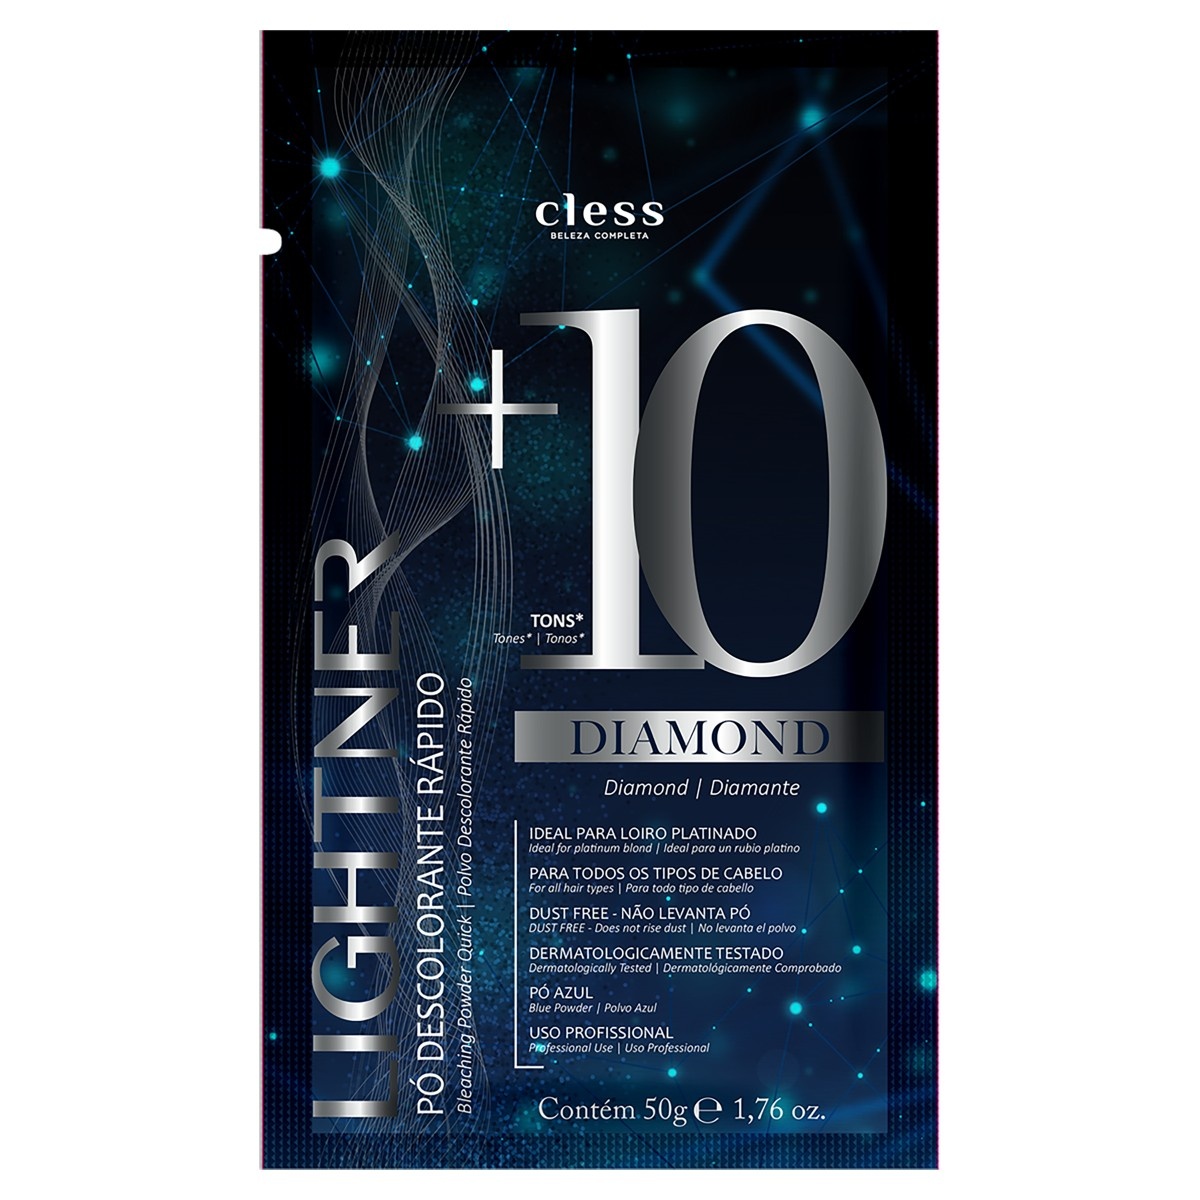 cless
BELEZA COMPLETA
+10
TONS*
Tones* | Tonos*
LIGHTNER
PÓ DESCOLORANTE RÁPIDO
Bleaching Powder Quick | Polvo Descolorante Rápido
DIAMOND
Diamond | Diamante
IDEAL PARA LOIRO PLATINADO
Ideal for platinum blond | Ideal para un rubio platino
PARA TODOS OS TIPOS DE CABELO
For all hair types | Para todo tipo de cabello
DUST FREE - NÃO LEVANTA PÓ
DUST FREE - Does not rise dust | No levanta el polvo
DERMATOLOGICAMENTE TESTADO
Dermatologically Tested | Dermatológicamente Comprobado
PÓ AZUL
Blue Powder | Polvo Azul
USO PROFISSIONAL
Professional Use | Uso Professional
Contém 50g ℮ 1,76 oz.